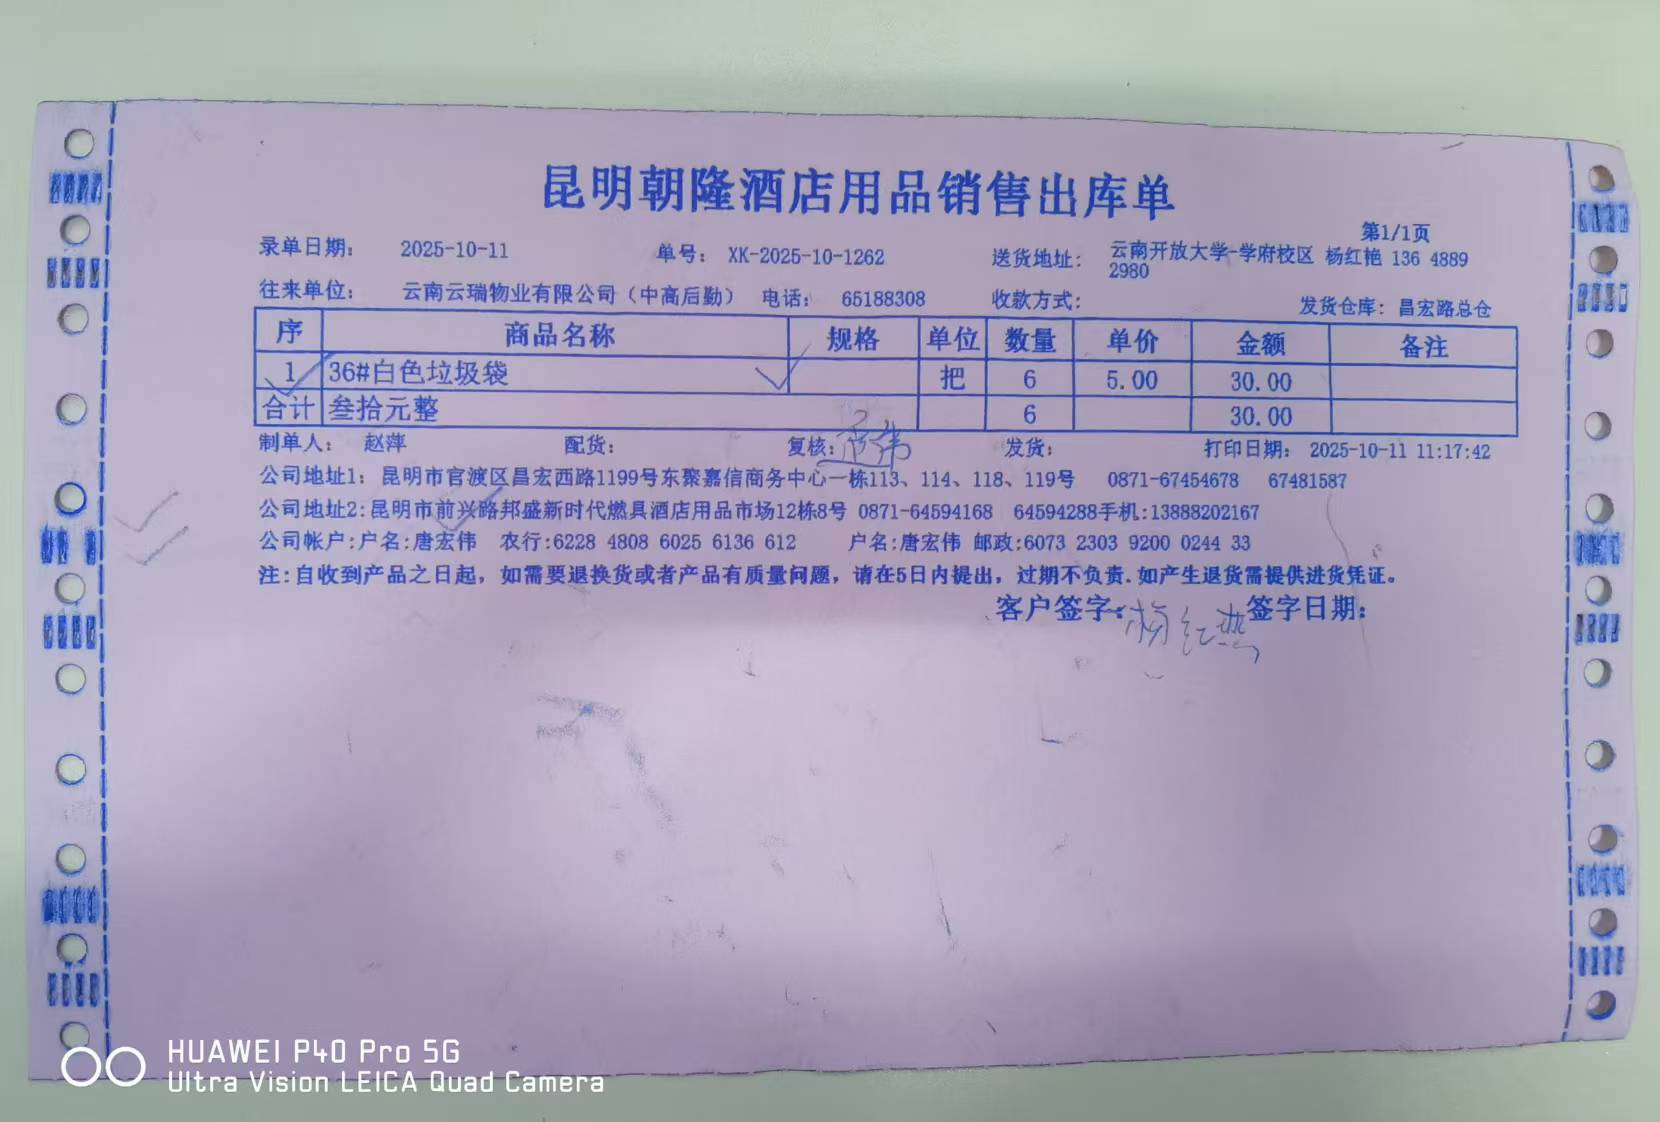 昆明朝隆酒店用品销售出库单
第1/1页
录单日期： 2025-10-11 单号： XK-2025-10-1262 送货地址： 云南开放大学-学府校区 杨红艳 136 4889 2980
往来单位： 云南云瑞物业有限公司（中高后勤） 电话： 65188308 收款方式： 发货仓库： 昌宏路总仓
序 商品名称 规格 单位 数量 单价 金额 备注
1 36#白色垃圾袋 把 6 5.00 30.00
合计 叁拾元整 6 30.00
制单人： 赵萍 配货： 复核： 发货： 打印日期： 2025-10-11 11:17:42
公司地址1： 昆明市官渡区昌宏西路1199号东聚嘉信商务中心一栋113、114、118、119号 0871-67454678 67481587
公司地址2:昆明市前兴路邦盛新时代燃具酒店用品市场12栋8号 0871-64594168 64594288手机:13888202167
公司帐户:户名:唐宏伟 农行:6228 4808 6025 6136 612 户名:唐宏伟 邮政:6073 2303 9200 0244 33
注:自收到产品之日起，如需要退换货或者产品有质量问题，请在5日内提出，过期不负责.如产生退货需提供进货凭证。
客户签字: 杨红艳 签字日期:
HUAWEI P40 Pro 5G
Ultra Vision LEICA Quad Camera